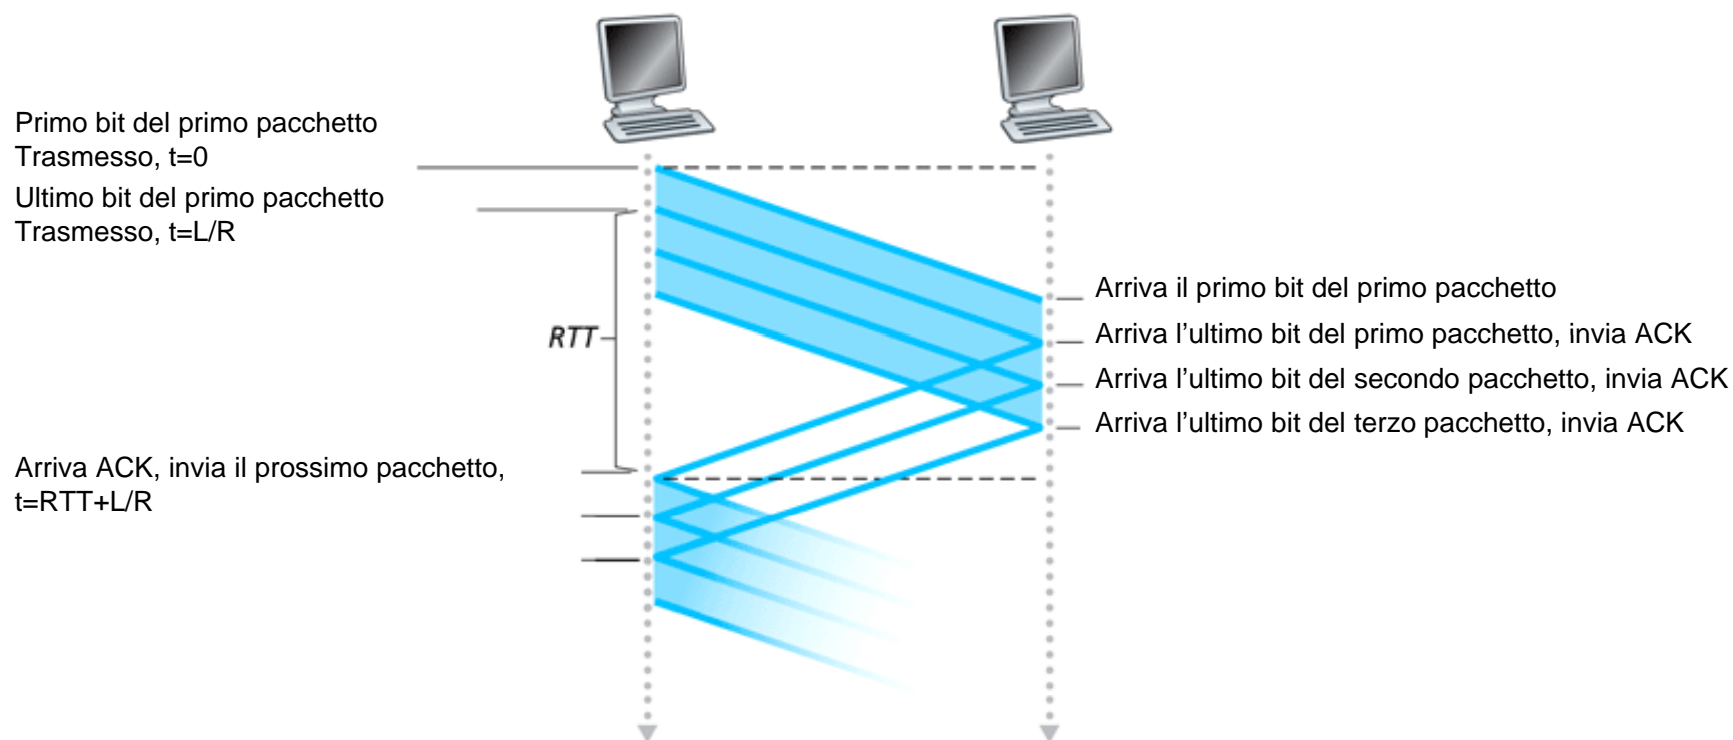 Primo bit del primo pacchetto
Trasmesso, t=0
Ultimo bit del primo pacchetto
Trasmesso, t=L/R
Arriva il primo bit del primo pacchetto
Arriva l’ultimo bit del primo pacchetto, invia ACK
RTT
Arriva l’ultimo bit del secondo pacchetto, invia ACK
Arriva l’ultimo bit del terzo pacchetto, invia ACK
Arriva ACK, invia il prossimo pacchetto,
t=RTT+L/R